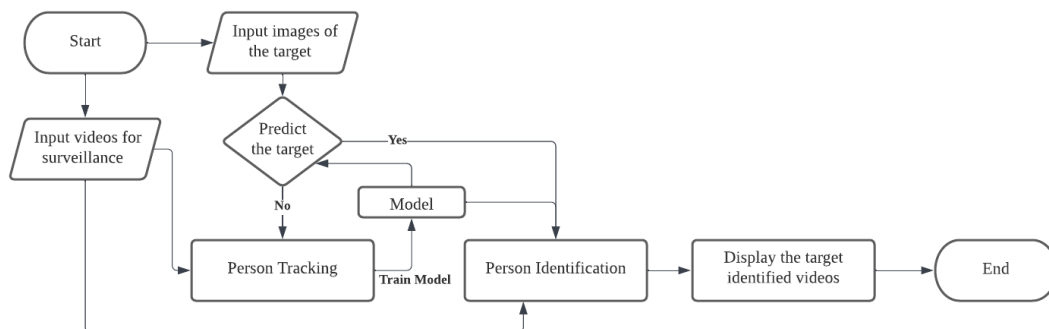 Start
Input images of
the target
Input videos for
surveillance
Predict
the target
Yes
No
Model
Person Tracking
Train Model
Person Identification
Display the target
identified videos
End